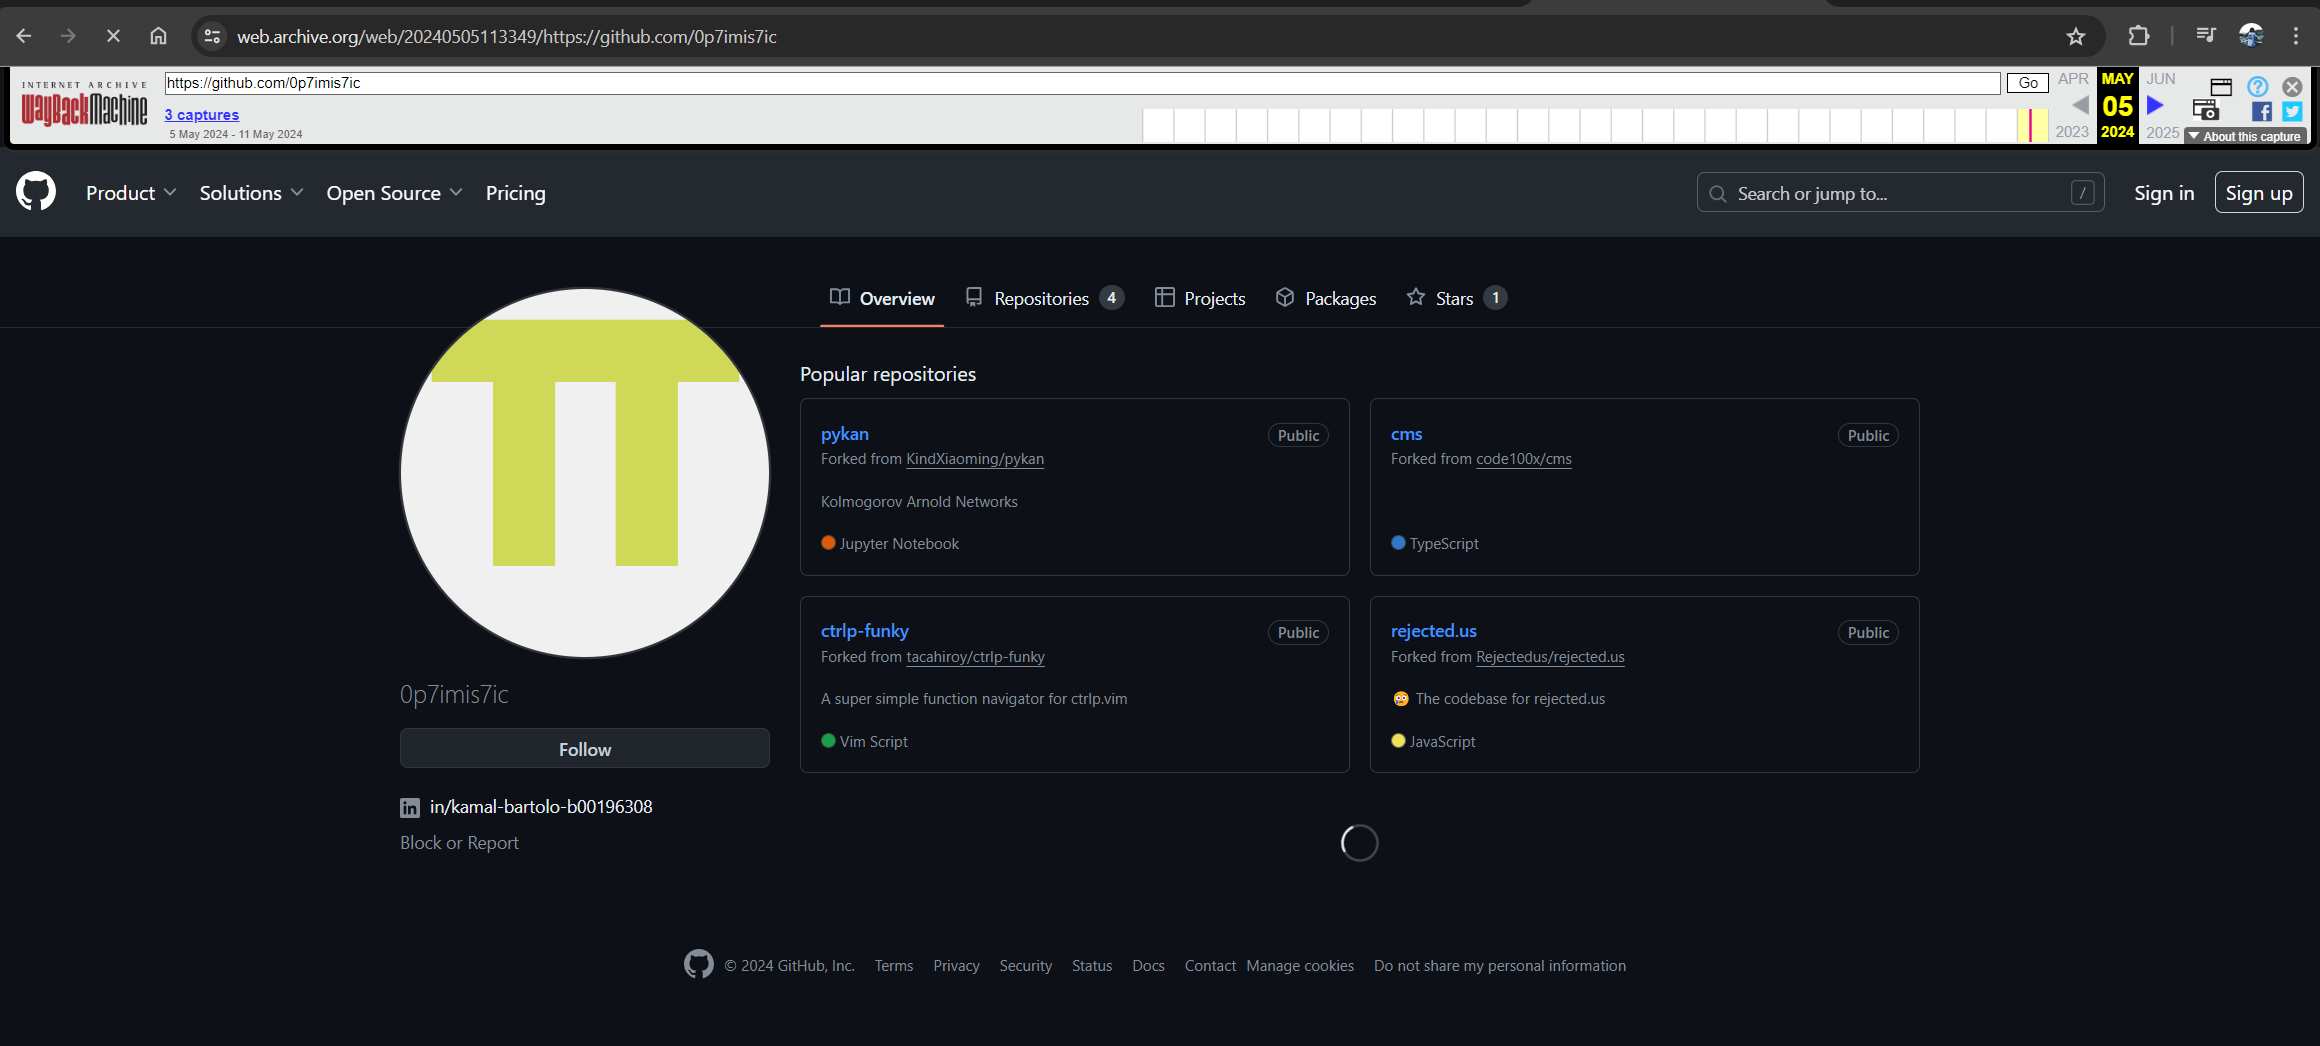 web.archive.org/web/20240505113349/https://github.com/0p7imis7ic
INTERNET ARCHIVE
WayBackMachine
https://github.com/0p7imis7ic
Go
3 captures
5 May 2024 - 11 May 2024
APR MAY JUN
05
2023 2024 2025
About this capture
Product Solutions Open Source Pricing
Search or jump to... /
Sign in Sign up
Overview Repositories 4 Projects Packages Stars 1
Popular repositories
pykan Public
Forked from KindXiaoming/pykan
Kolmogorov Arnold Networks
Jupyter Notebook
cms Public
Forked from code100x/cms
TypeScript
ctrlp-funky Public
Forked from tacahiroy/ctrlp-funky
A super simple function navigator for ctrlp.vim
Vim Script
rejected.us Public
Forked from Rejectedus/rejected.us
😢 The codebase for rejected.us
JavaScript
0p7imis7ic
Follow
in/kamal-bartolo-b00196308
Block or Report
© 2024 GitHub, Inc. Terms Privacy Security Status Docs Contact Manage cookies Do not share my personal information